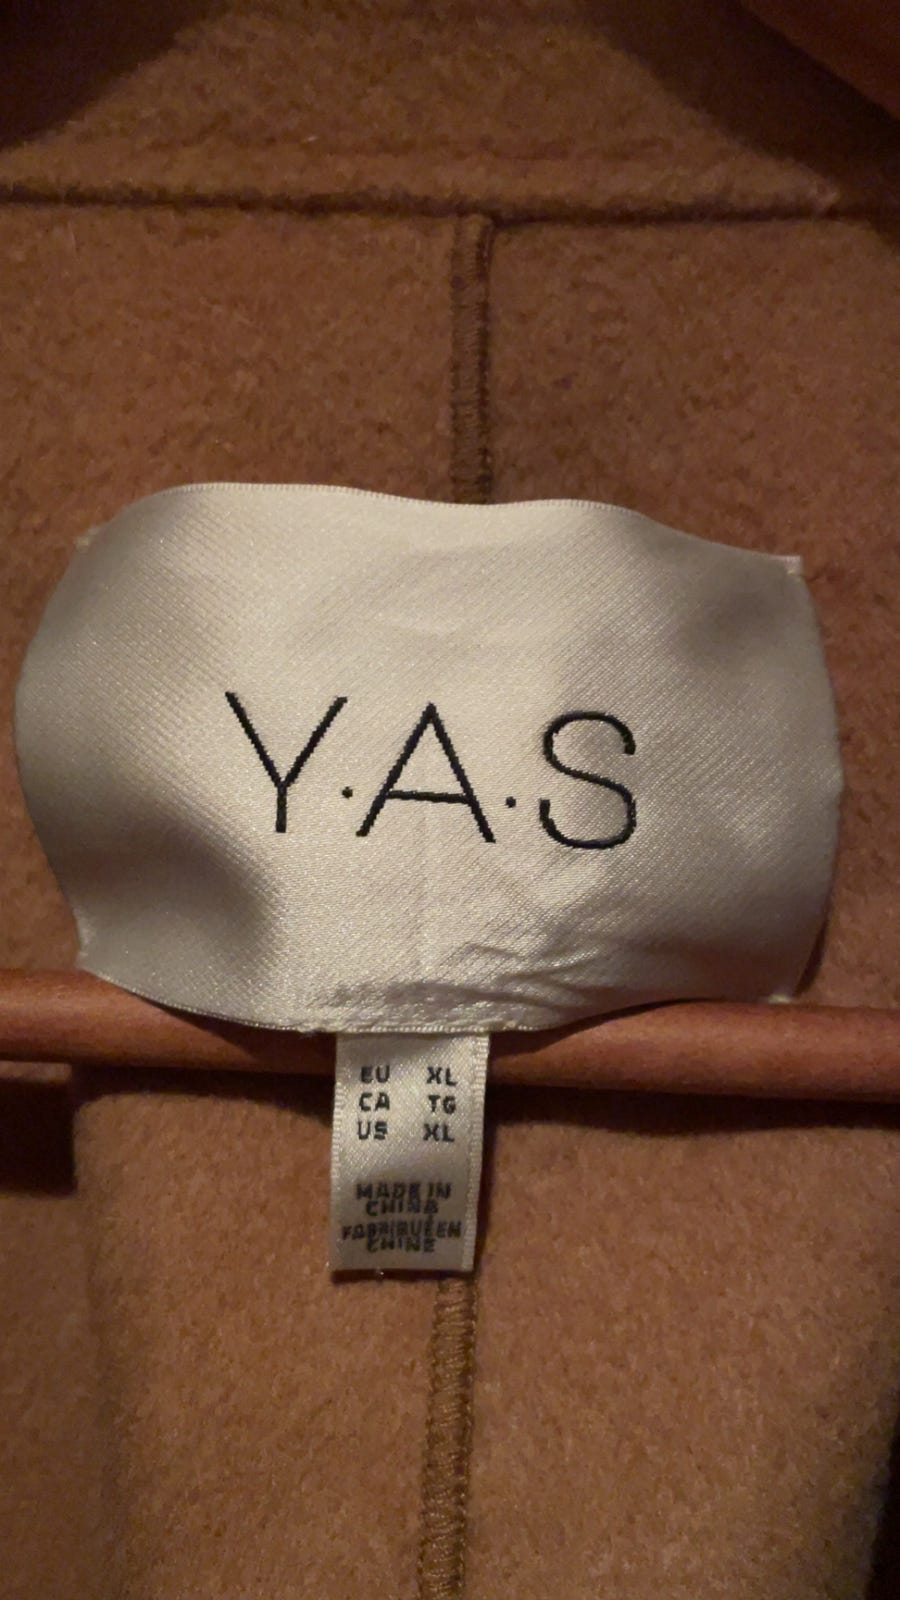 Y·A·S
EU XL
CA TG
US XL
MADE IN
CHINA
FABRIQUÉ EN
CHINE